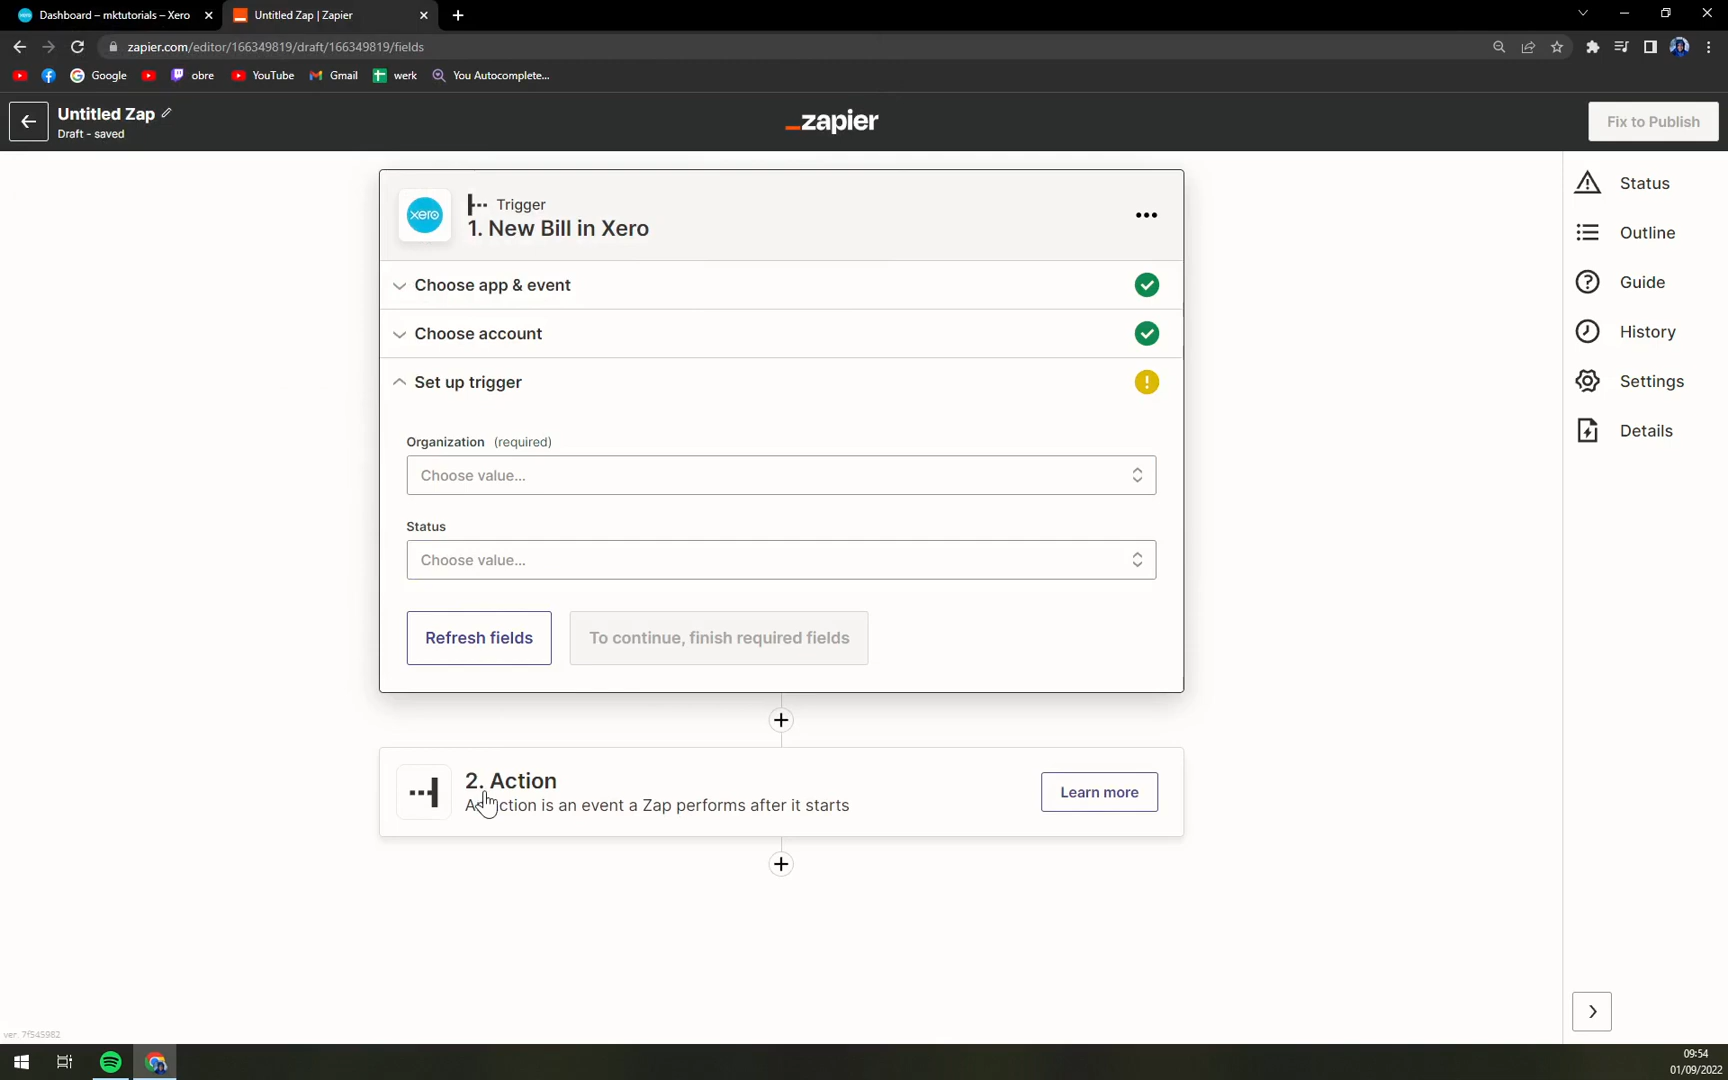 Dashboard – mktutorials – Xero
Untitled Zap | Zapier
zapier.com/editor/166349819/draft/166349819/fields
Google
obre
YouTube
Gmail
werk
You Autocomplete...
Untitled Zap
Draft - saved
_zapier
Fix to Publish
xero
Trigger
1. New Bill in Xero
Choose app & event
Choose account
Set up trigger
Organization (required)
Choose value...
Status
Choose value...
Refresh fields
To continue, finish required fields
2. Action
action is an event a Zap performs after it starts
Learn more
Status
Outline
Guide
History
Settings
Details
ver. 7f545982
09:54
01/09/2022